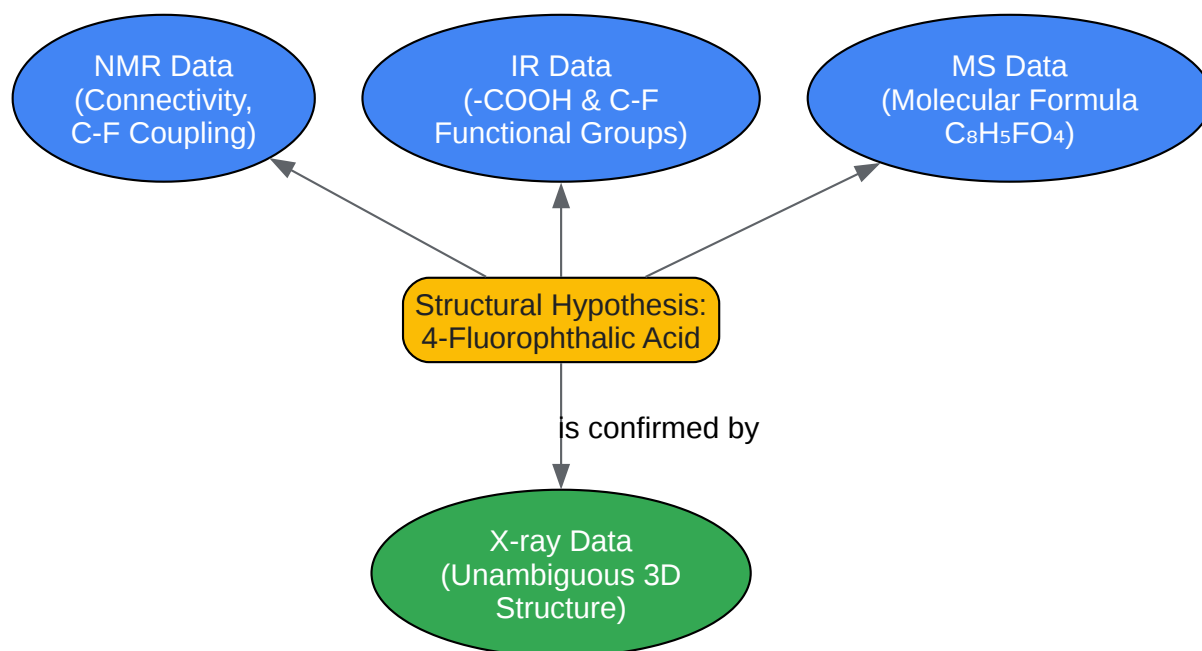 NMR Data
(Connectivity,
C-F Coupling)
IR Data
(-COOH & C-F
Functional Groups)
MS Data
(Molecular Formula
C₈H₅FO₄)
Structural Hypothesis:
4-Fluorophthalic Acid
is confirmed by
X-ray Data
(Unambiguous 3D
Structure)